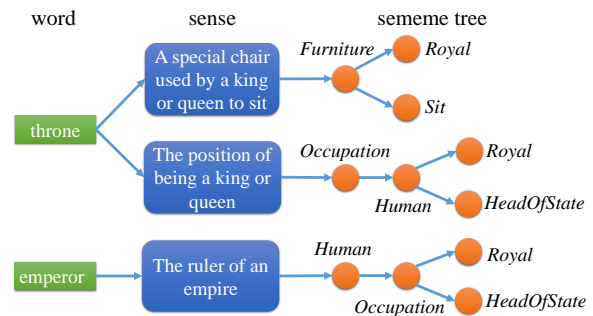 word sense sememe tree
throne
A special chair
used by a king
or queen to sit
Furniture
Royal
Sit
The position of
being a king or
queen
Occupation
Human
Royal
HeadOfState
emperor
The ruler of an
empire
Human
Occupation
Royal
HeadOfState